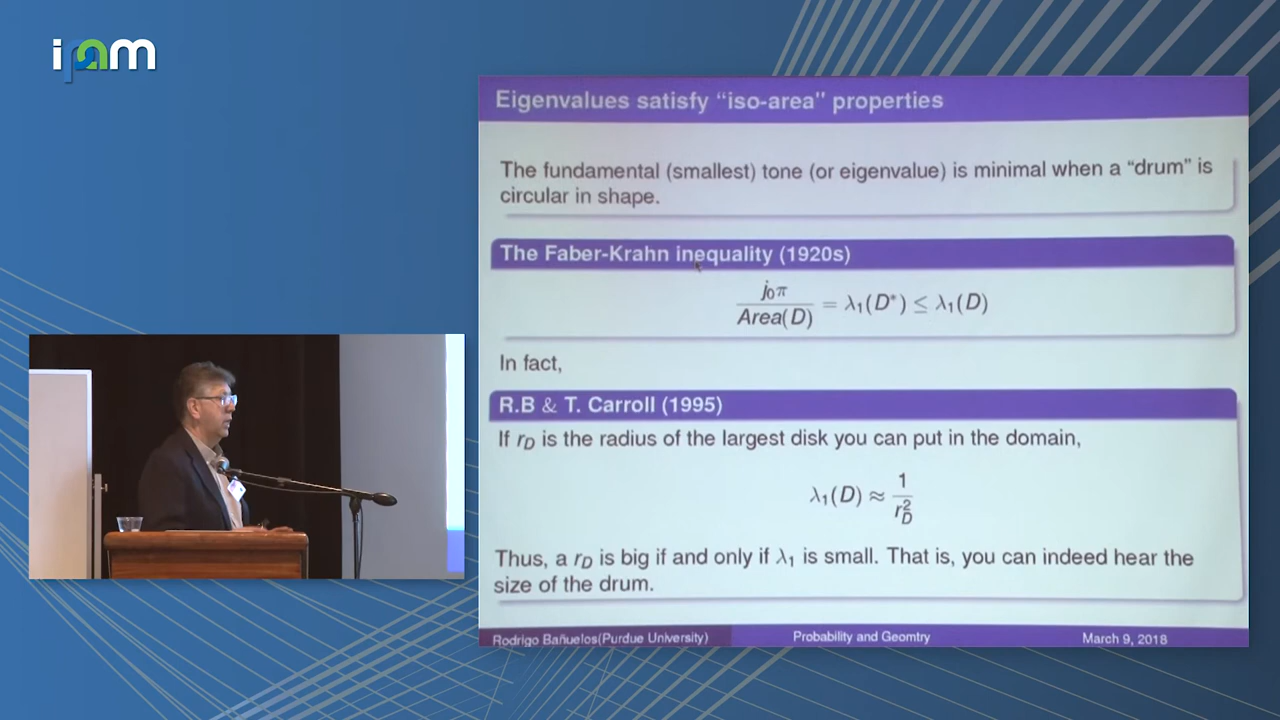 ipam
Eigenvalues satisfy “iso-area” properties
The fundamental (smallest) tone (or eigenvalue) is minimal when a “drum” is
circular in shape.
The Faber-Krahn inequality (1920s)
j₀π / Area(D) = λ₁(D*) ≤ λ₁(D)
In fact,
R.B & T. Carroll (1995)
If r_D is the radius of the largest disk you can put in the domain,
λ₁(D) ≈ 1 / r_D²
Thus, a r_D is big if and only if λ₁ is small. That is, you can indeed hear the
size of the drum.
Rodrigo Bañuelos(Purdue University) Probability and Geomtry March 9, 2018